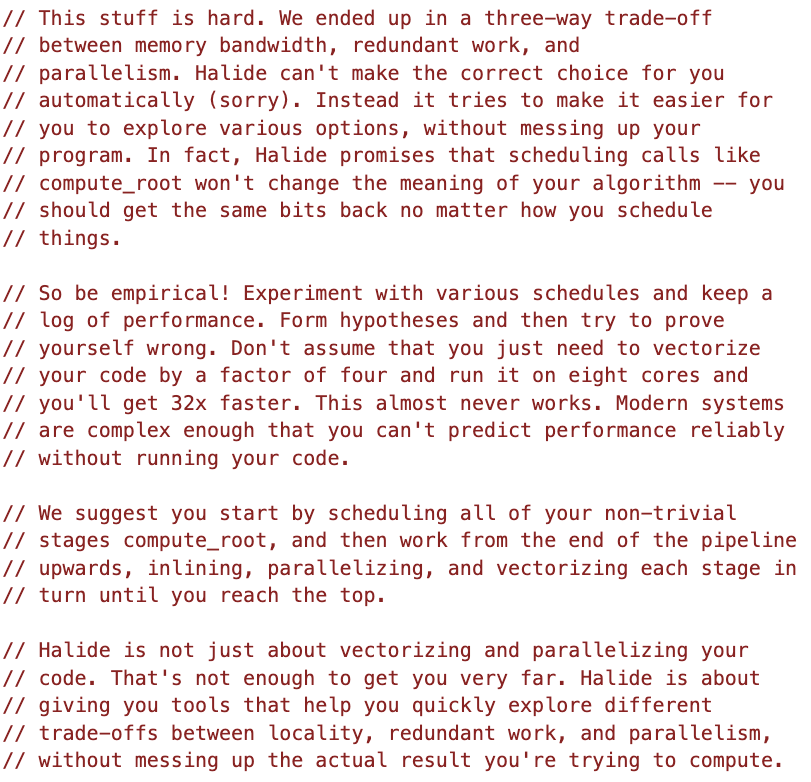 // This stuff is hard. We ended up in a three-way trade-off
// between memory bandwidth, redundant work, and
// parallelism. Halide can't make the correct choice for you
// automatically (sorry). Instead it tries to make it easier for
// you to explore various options, without messing up your
// program. In fact, Halide promises that scheduling calls like
// compute_root won't change the meaning of your algorithm -- you
// should get the same bits back no matter how you schedule
// things.

// So be empirical! Experiment with various schedules and keep a
// log of performance. Form hypotheses and then try to prove
// yourself wrong. Don't assume that you just need to vectorize
// your code by a factor of four and run it on eight cores and
// you'll get 32x faster. This almost never works. Modern systems
// are complex enough that you can't predict performance reliably
// without running your code.

// We suggest you start by scheduling all of your non-trivial
// stages compute_root, and then work from the end of the pipeline
// upwards, inlining, parallelizing, and vectorizing each stage in
// turn until you reach the top.

// Halide is not just about vectorizing and parallelizing your
// code. That's not enough to get you very far. Halide is about
// giving you tools that help you quickly explore different
// trade-offs between locality, redundant work, and parallelism,
// without messing up the actual result you're trying to compute.